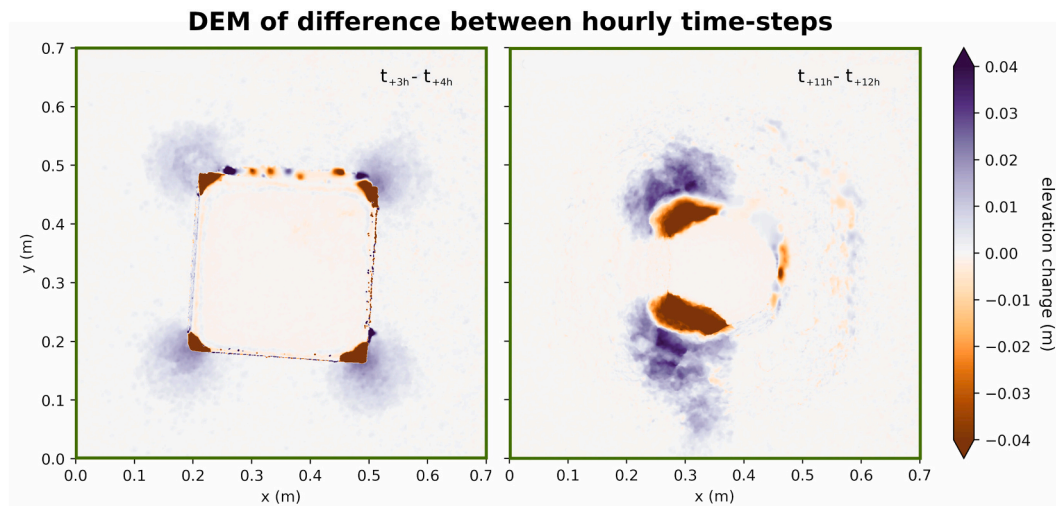 DEM of difference between hourly time-steps
t+3h - t+4h
t+11h - t+12h
0.7
0.6
0.5
0.4
0.3
0.2
0.1
0.0
y (m)
0 0.1 0.2 0.3 0.4 0.5 0.6 0.7
x (m)
0 0.1 0.2 0.3 0.4 0.5 0.6 0.7
x (m)
0.04
0.03
0.02
0.01
0.00
−0.01
−0.02
−0.03
−0.04
elevation change (m)